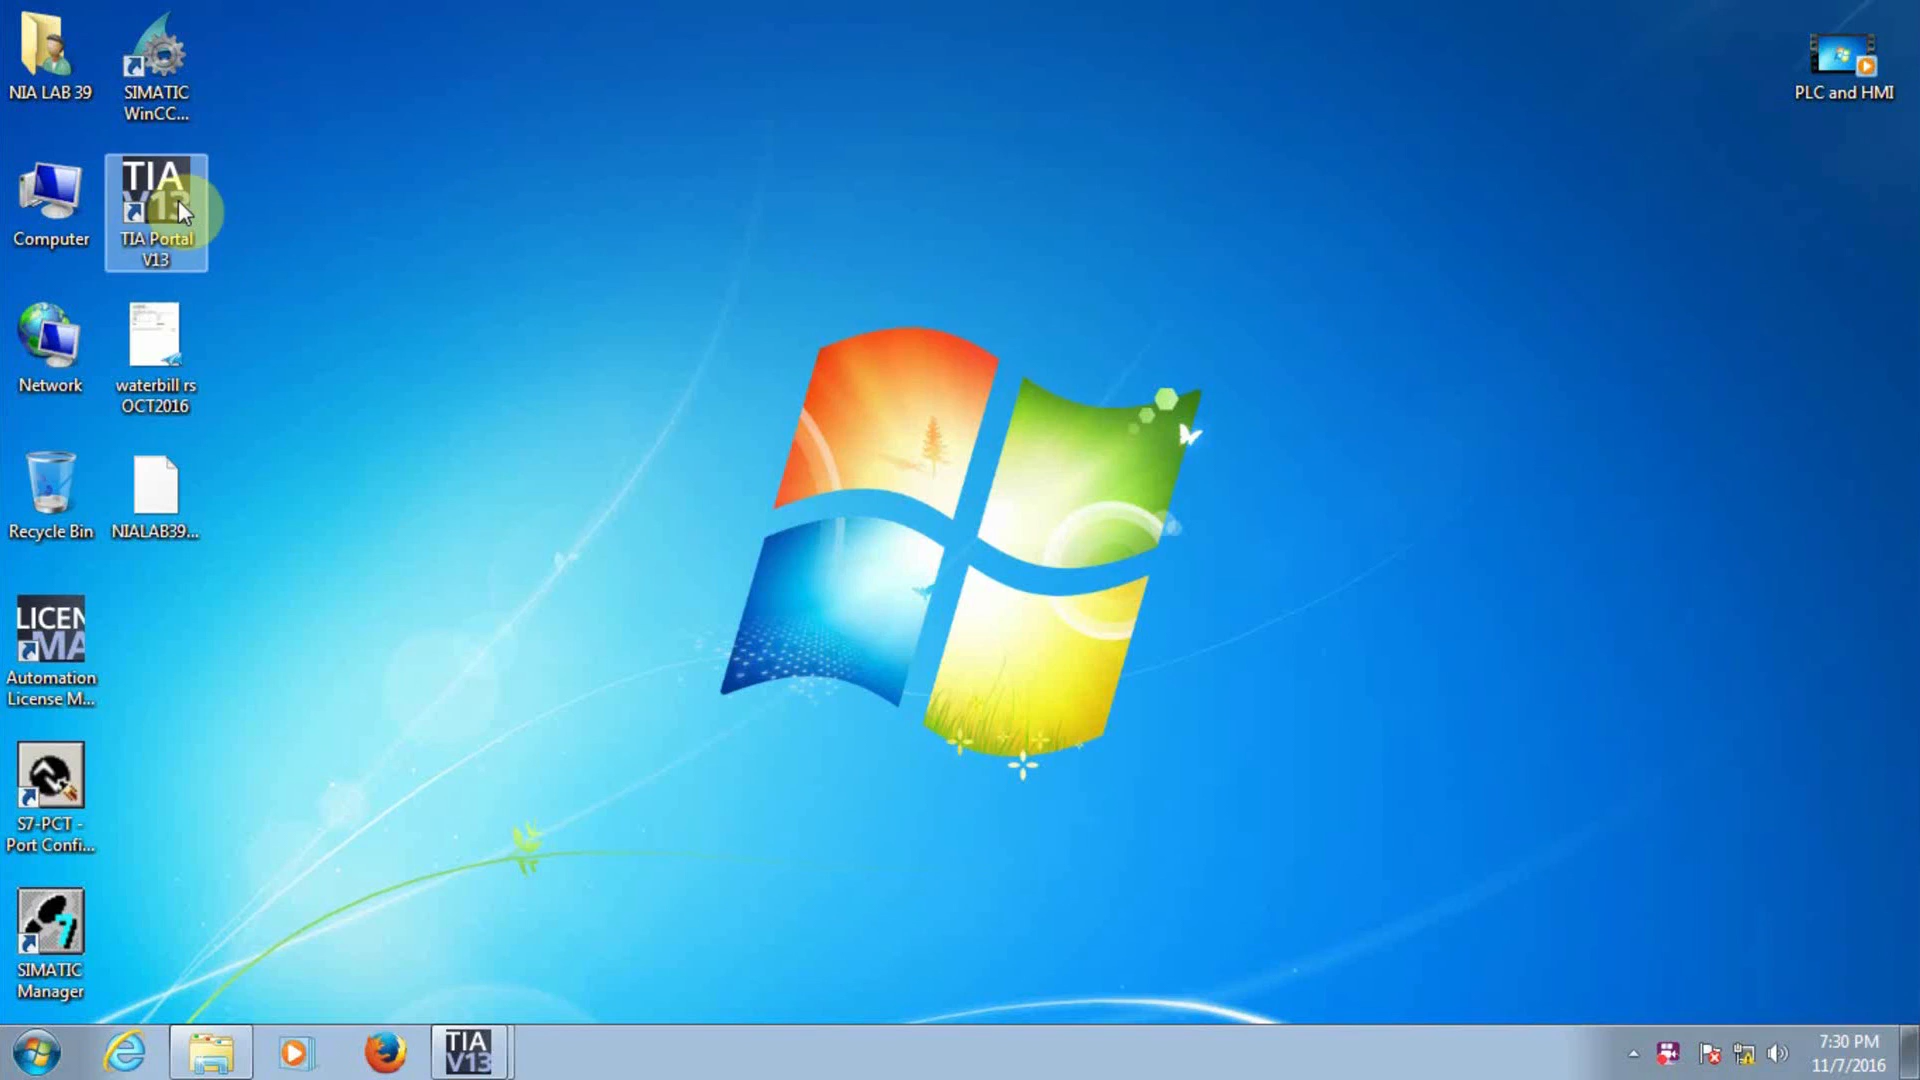 NIA LAB 39
SIMATIC
WinCC...
PLC and HMI
Computer
TIA
V13
TIA Portal
V13
Network
waterbill rs
OCT2016
Recycle Bin
NIALAB39...
LICEN
MA
Automation
License M...
S7-PCT -
Port Confi...
7
SIMATIC
Manager
TIA
V13
7:30 PM
11/7/2016